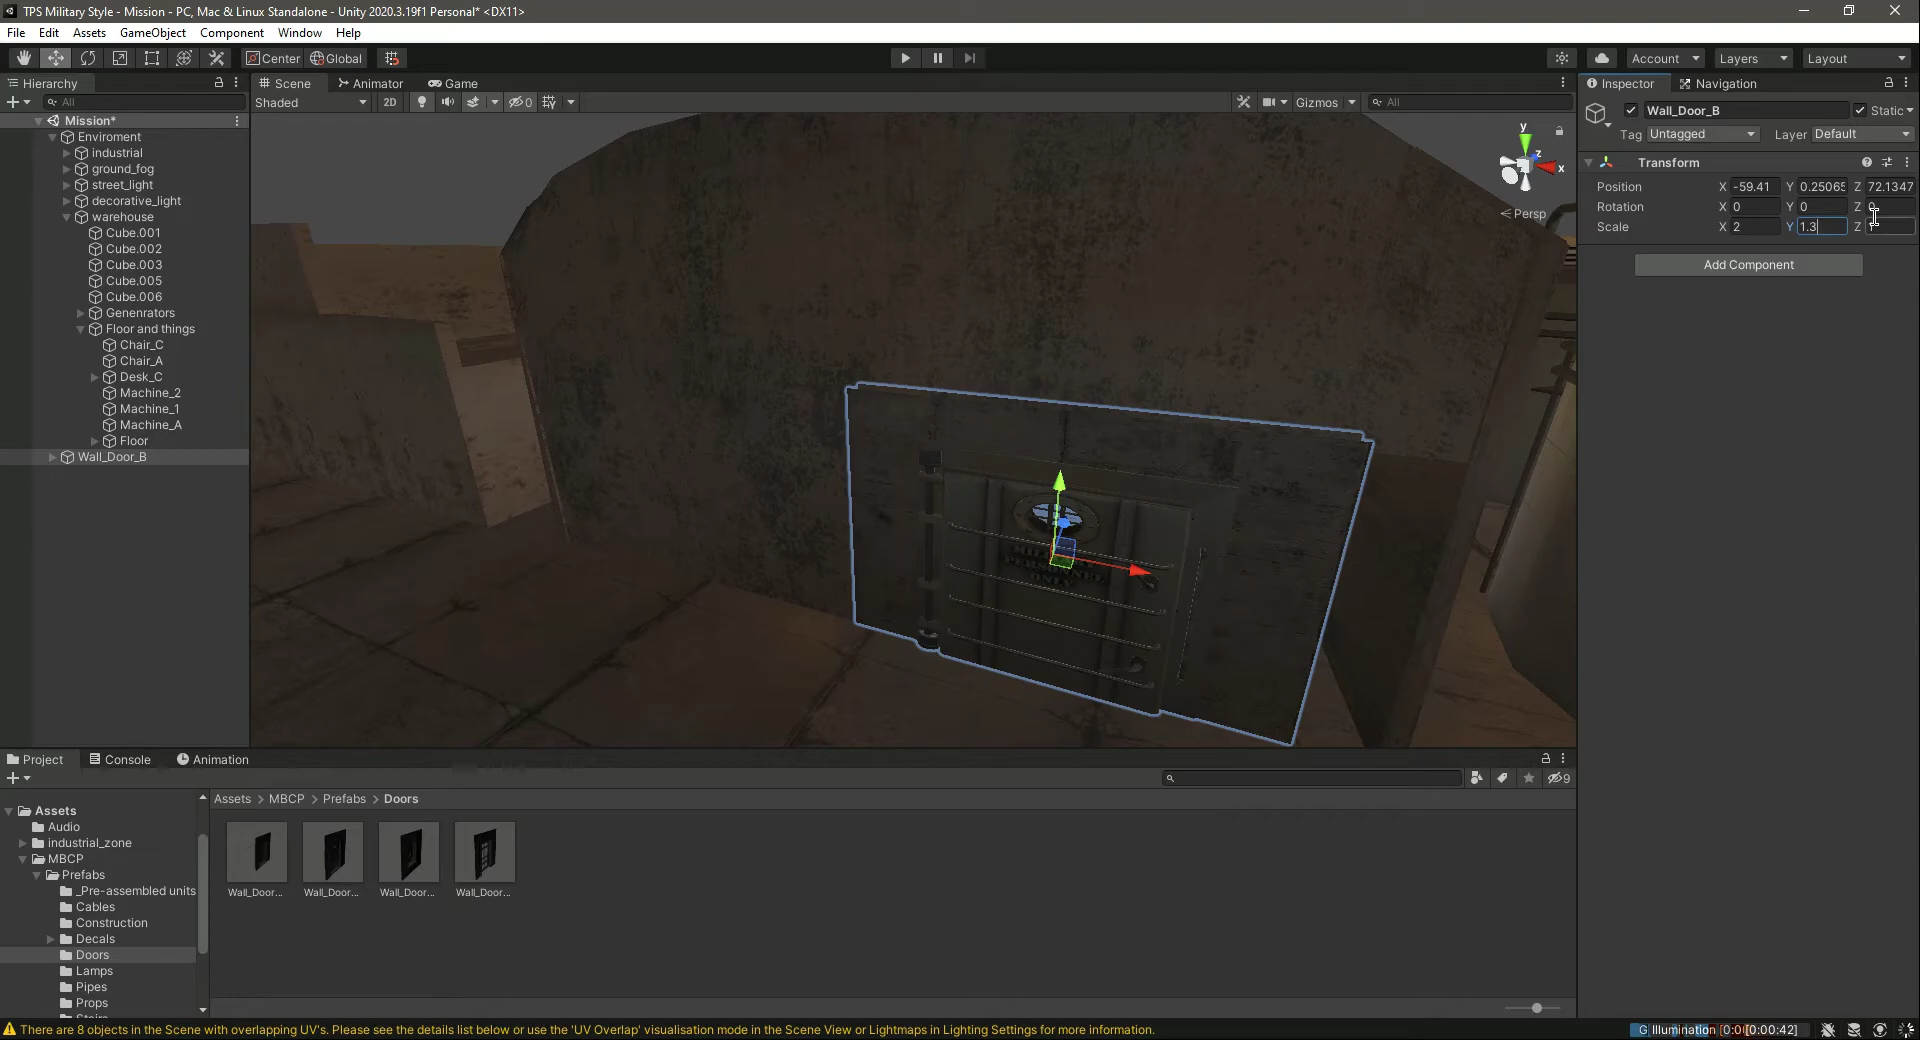 TPS Military Style - Mission - PC, Mac & Linux Standalone - Unity 2020.3.19f1 Personal* <DX11>
File Edit Assets GameObject Component Window Help
Center Global Account Layers Layout
Hierarchy
All
Mission*
Enviroment
industrial
ground_fog
street_light
decorative_light
warehouse
Cube.001
Cube.002
Cube.003
Cube.005
Cube.006
Genenrators
Floor and things
Chair_C
Chair_A
Desk_C
Machine_2
Machine_1
Machine_A
Floor
Wall_Door_B
Scene Animator Game
Shaded 2D 0 Gizmos All
y
z
x
Persp
Inspector Navigation
Wall_Door_B Static
Tag Untagged Layer Default
Transform
Position X -59.41 Y 0.25065 Z 72.1347
Rotation X 0 Y 0 Z 0
Scale X 2 Y 1.3 Z 1
Add Component
Project Console Animation
9
Assets
Audio
industrial_zone
MBCP
Prefabs
_Pre-assembled units
Cables
Construction
Decals
Doors
Lamps
Pipes
Props
Assets > MBCP > Prefabs > Doors
Wall_Door... Wall_Door... Wall_Door... Wall_Door...
There are 8 objects in the Scene with overlapping UV's. Please see the details list below or use the 'UV Overlap' visualisation mode in the Scene View or Lightmaps in Lighting Settings for more information.
[0:00:42]